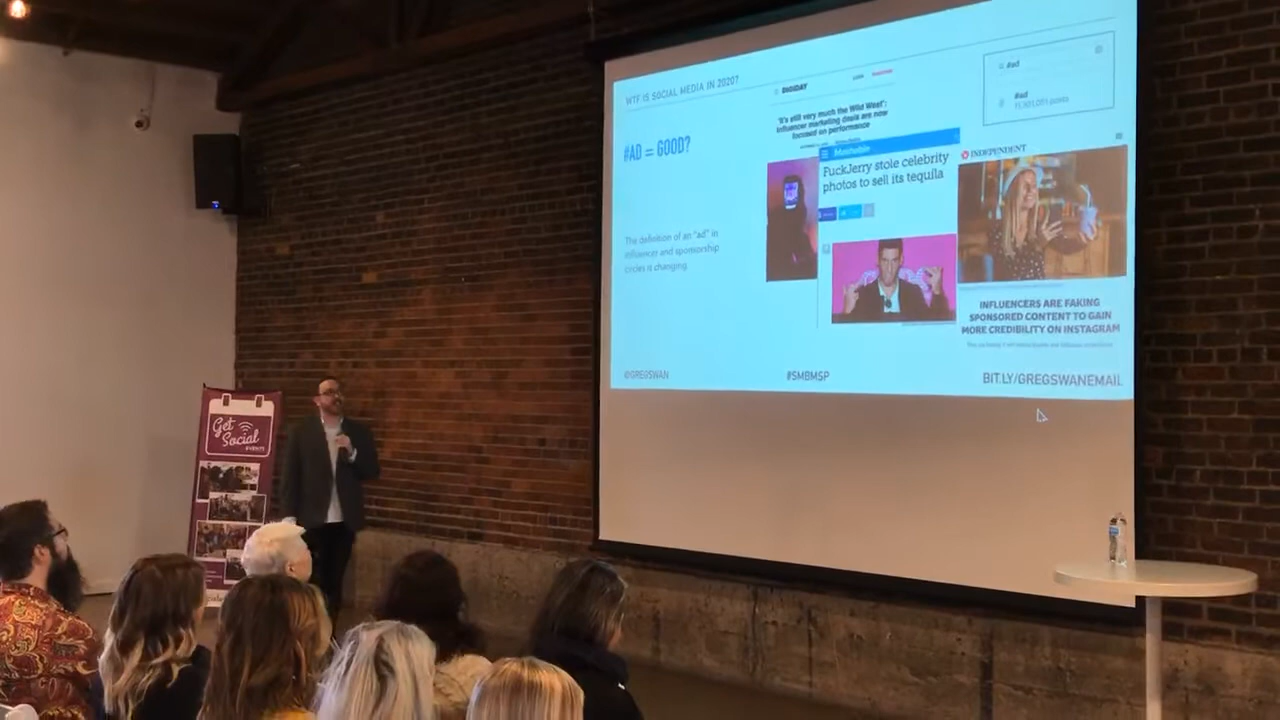 WTF IS SOCIAL MEDIA IN 2020?
#AD = GOOD?
The definition of an "ad" in
influencer and sponsorship
circles is changing.
@GREGSWAN
#SMBMSP
BIT.LY/GREGSWANEMAIL
DIGIDAY
'It's still very much the Wild West':
Influencer marketing deals are now
focused on performance
Mashable
FuckJerry stole celebrity
photos to sell its tequila
#ad
#ad
INDEPENDENT
INFLUENCERS ARE FAKING
SPONSORED CONTENT TO GAIN
MORE CREDIBILITY ON INSTAGRAM
Get
Social
EVENTS